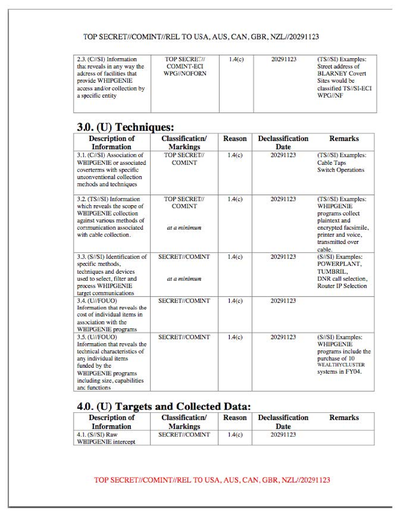 TOP SECRET//COMINT//REL TO USA, AUS, CAN, GBR, NZL//20291123
2.3. (C//SI) Information
that reveals in any way the
address of facilities that
provide WHIPGENIE
access and/or collection by
a specific entity
TOP SECRET//
COMINT-ECI
WPG//NOFORN
1.4(c)
20291123
(TS//SI) Examples:
Street address of
BLARNEY Covert
Sites would be
classified TS//SI-ECI
WPG//NF
3.0. (U) Techniques:
Description of
Information
Classification/
Markings
Reason
Declassification
Date
Remarks
3.1. (C//SI) Association of
WHIPGENIE or associated
coverterms with specific
unconventional collection
methods and techniques
TOP SECRET//
COMINT
1.4(c)
20291123
(TS//SI) Examples:
Cable Taps
Switch Operations
3.2. (TS//SI) Information
which reveals the scope of
WHIPGENIE collection
against various methods of
communication associated
with cable collection.
TOP SECRET//
COMINT
at a minimum
1.4(c)
20291123
(TS//SI) Examples:
WHIPGENIE
programs collect
plaintext and
encrypted facsimile,
printer and voice,
transmitted over
cable.
3.3. (S//SI) Identification of
specific methods,
techniques and devices
used to select, filter and
process WHIPGENIE
target communications
SECRET//COMINT
at a minimum
1.4(c)
20291123
(S//SI) Examples:
POWERPLANT,
TUMBRIL,
DNR call selection,
Router IP Selection
3.4. (U//FOUO)
Information that reveals the
cost of individual items in
association with the
WHIPGENIE programs
SECRET//COMINT
1.4(c)
20291123
3.5. (U//FOUO)
Information that reveals the
technical characteristics of
any individual items
funded by the
WHIPGENIE programs
including size, capabilities
and functions
SECRET//COMINT
1.4(c)
20291123
(S//SI) Examples:
WHIPGENIE
programs include the
purchase of 10
WEALTHYCLUSTER
systems in FY04.
4.0. (U) Targets and Collected Data:
Description of
Information
Classification/
Markings
Reason
Declassification
Date
Remarks
4.1. (S//SI) Raw
WHIPGENIE intercept
SECRET//COMINT
1.4(c)
20291123
TOP SECRET//COMINT//REL TO USA, AUS, CAN, GBR, NZL//20291123